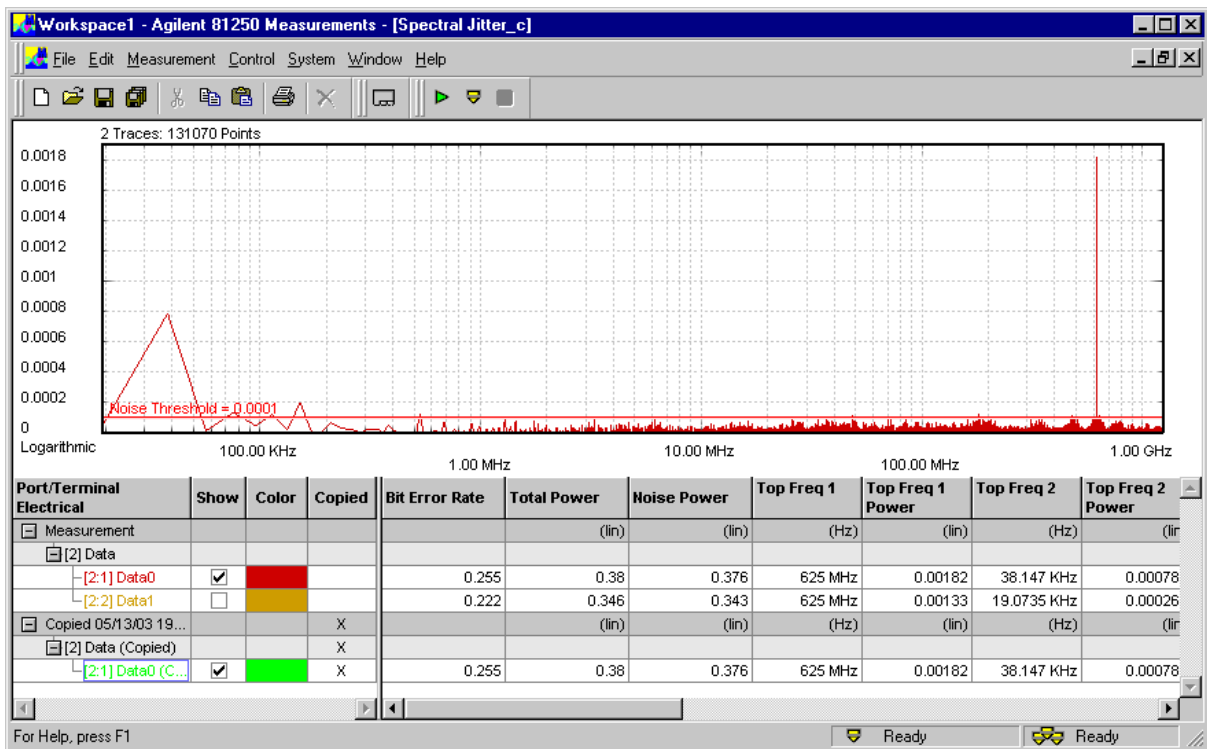 Workspace1 - Agilent 81250 Measurements - [Spectral Jitter_c]
File Edit Measurement Control System Window Help
2 Traces: 131070 Points
0.0018
0.0016
0.0014
0.0012
0.001
0.0008
0.0006
0.0004
0.0002
0
Noise Threshold = 0.0001
Logarithmic 100.00 KHz 1.00 MHz 10.00 MHz 100.00 MHz 1.00 GHz
Port/Terminal Electrical Show Color Copied Bit Error Rate Total Power Noise Power Top Freq 1 Top Freq 1 Power Top Freq 2 Top Freq 2 Power
Measurement (lin) (lin) (Hz) (lin) (Hz) (lin
[2] Data
[2:1] Data0 0.255 0.38 0.376 625 MHz 0.00182 38.147 KHz 0.00078
[2:2] Data1 0.222 0.346 0.343 625 MHz 0.00133 19.0735 KHz 0.00026
Copied 05/13/03 19... X (lin) (lin) (Hz) (lin) (Hz) (lin
[2] Data (Copied) X
[2:1] Data0 (C... X 0.255 0.38 0.376 625 MHz 0.00182 38.147 KHz 0.00078
For Help, press F1 Ready Ready